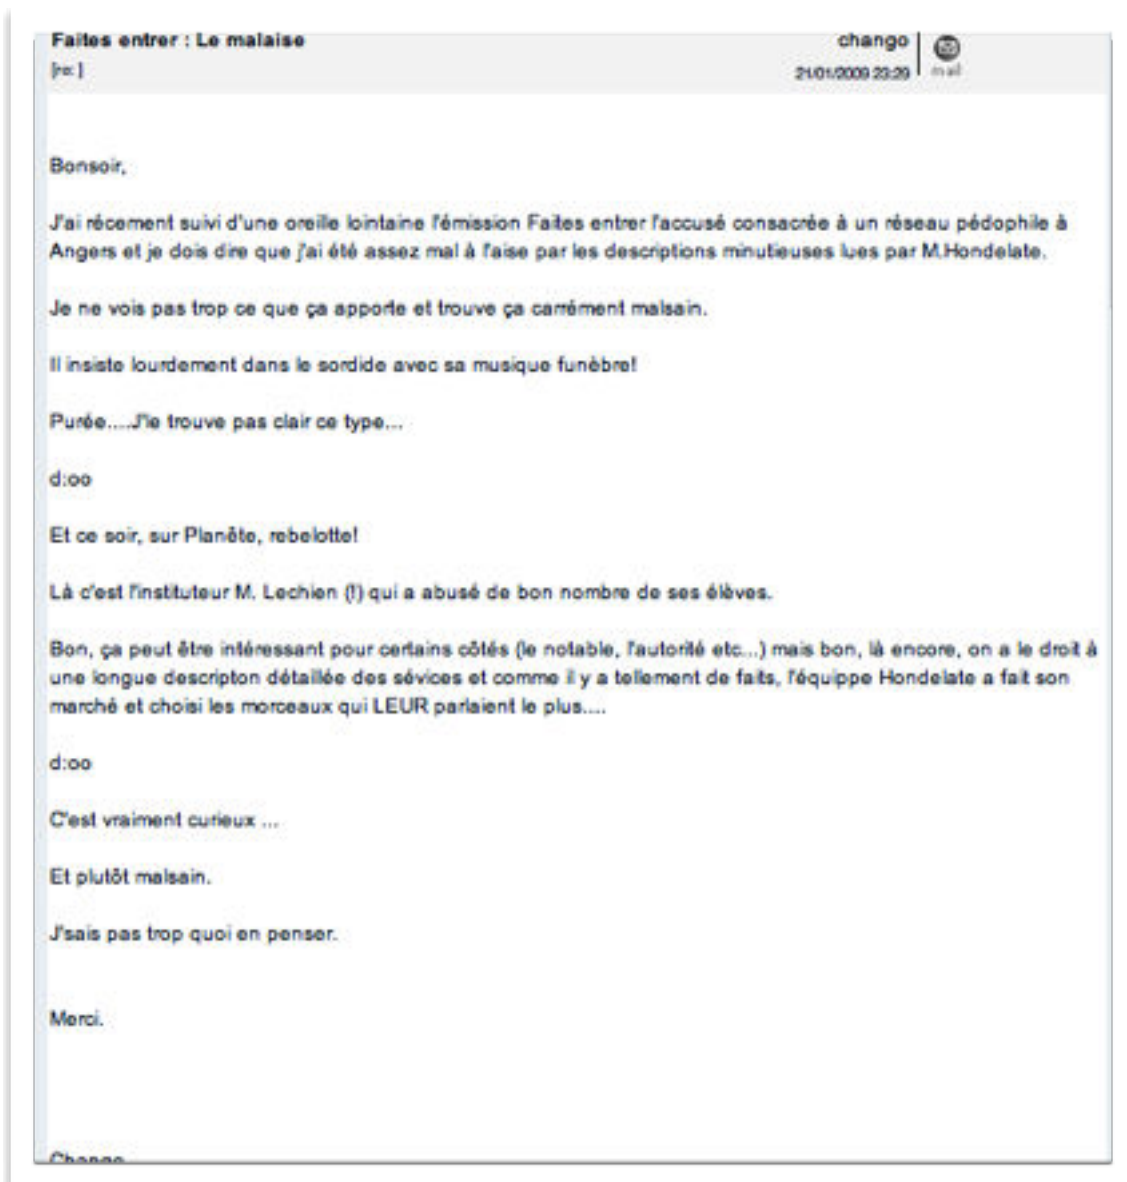 Faites entrer : Le malaise
change
[re: ]
21/01/2009 23:29
mail
Bonsoir,
J'ai récement suivi d'une oreille lointaine l'émission Faites entrer l'accusé consacrée à un réseau pédophile à
Angers et je dois dire que j'ai été assez mal à l'aise par les descriptions minutieuses lues par M.Hondelate.
Je ne vois pas trop ce que ça apporte et trouve ça carrément malsain.
Il insiste lourdement dans le sordide avec sa musique funèbre!
Purée....J'le trouve pas clair ce type...
d:oo
Et ce soir, sur Planête, rebelotte!
Là c'est l'instituteur M. Lechien (!) qui a abusé de bon nombre de ses élèves.
Bon, ça peut être intéressant pour certains côtés (le notable, l'autorité etc...) mais bon, là encore, on a le droit à
une longue descripton détaillée des sévices et comme il y a tellement de faits, l'équippe Hondelate a fait son
marché et choisi les morceaux qui LEUR parlaient le plus....
d:oo
C'est vraiment curieux ...
Et plutôt malsain.
J'sais pas trop quoi en penser.
Merci.
Chango